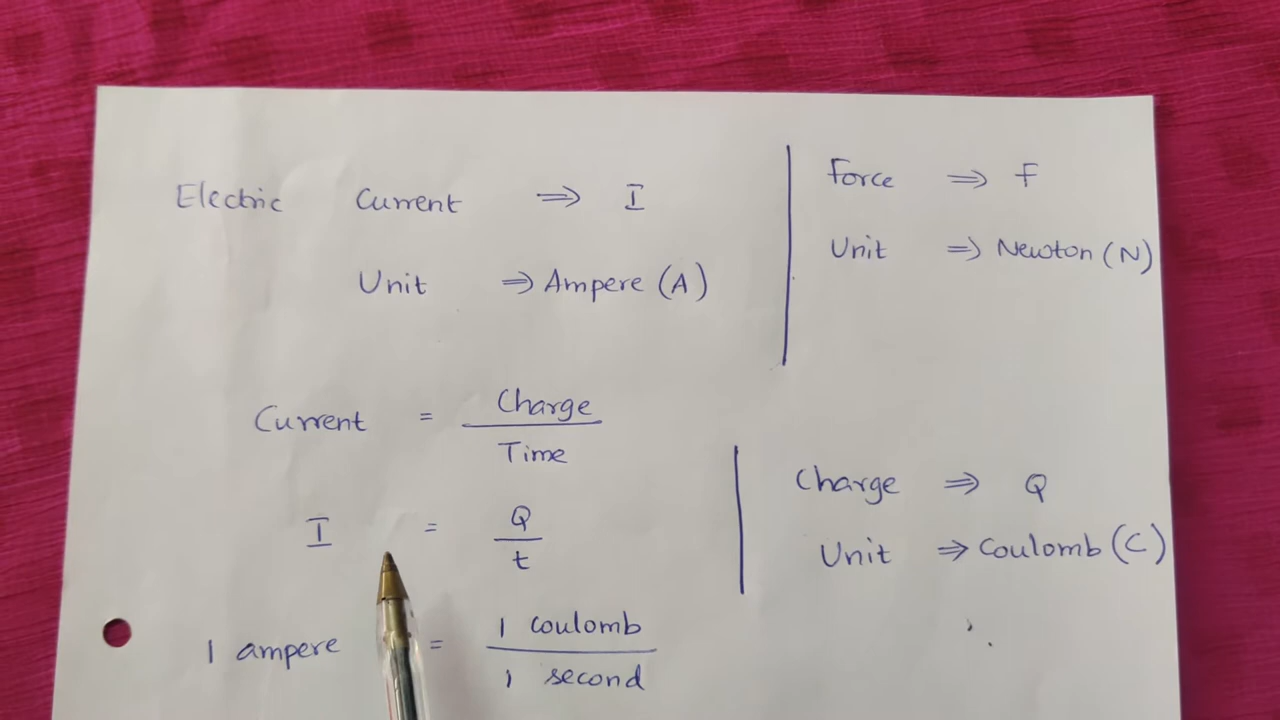 Electric Current ⇒ I
Unit ⇒ Ampere (A)
Force ⇒ F
Unit ⇒ Newton (N)
Current = Charge / Time
I = Q / t
1 ampere = 1 coulomb / 1 second
Charge ⇒ Q
Unit ⇒ Coulomb (C)